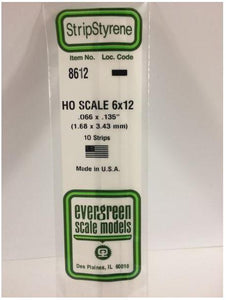 StripStyrene
Item No. Loc. Code
8612
HO SCALE 6x12
.066 x .135"
(1.68 x 3.43 mm)
10 Strips
Made in U.S.A.
evergreen
scale models
Des Plaines, IL 60018